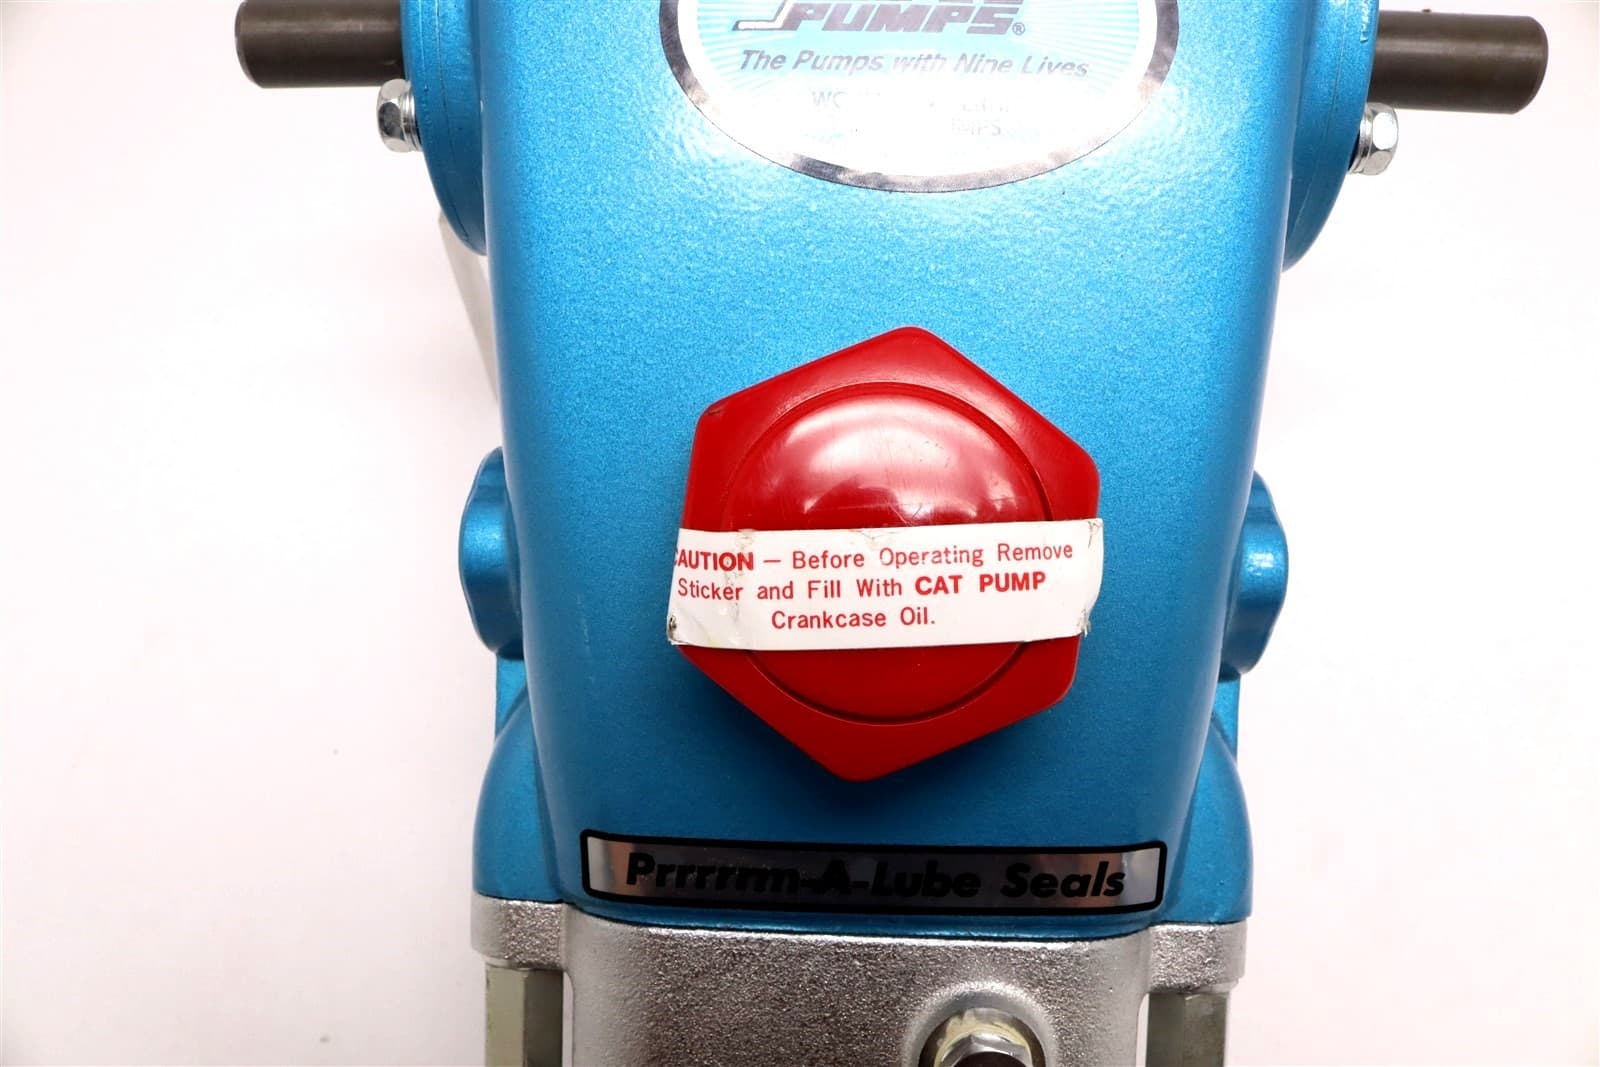 PUMPS®
The Pumps with Nine Lives
CAUTION — Before Operating Remove
Sticker and Fill With CAT PUMP
Crankcase Oil.
Prrrrrm-A-Lube Seals